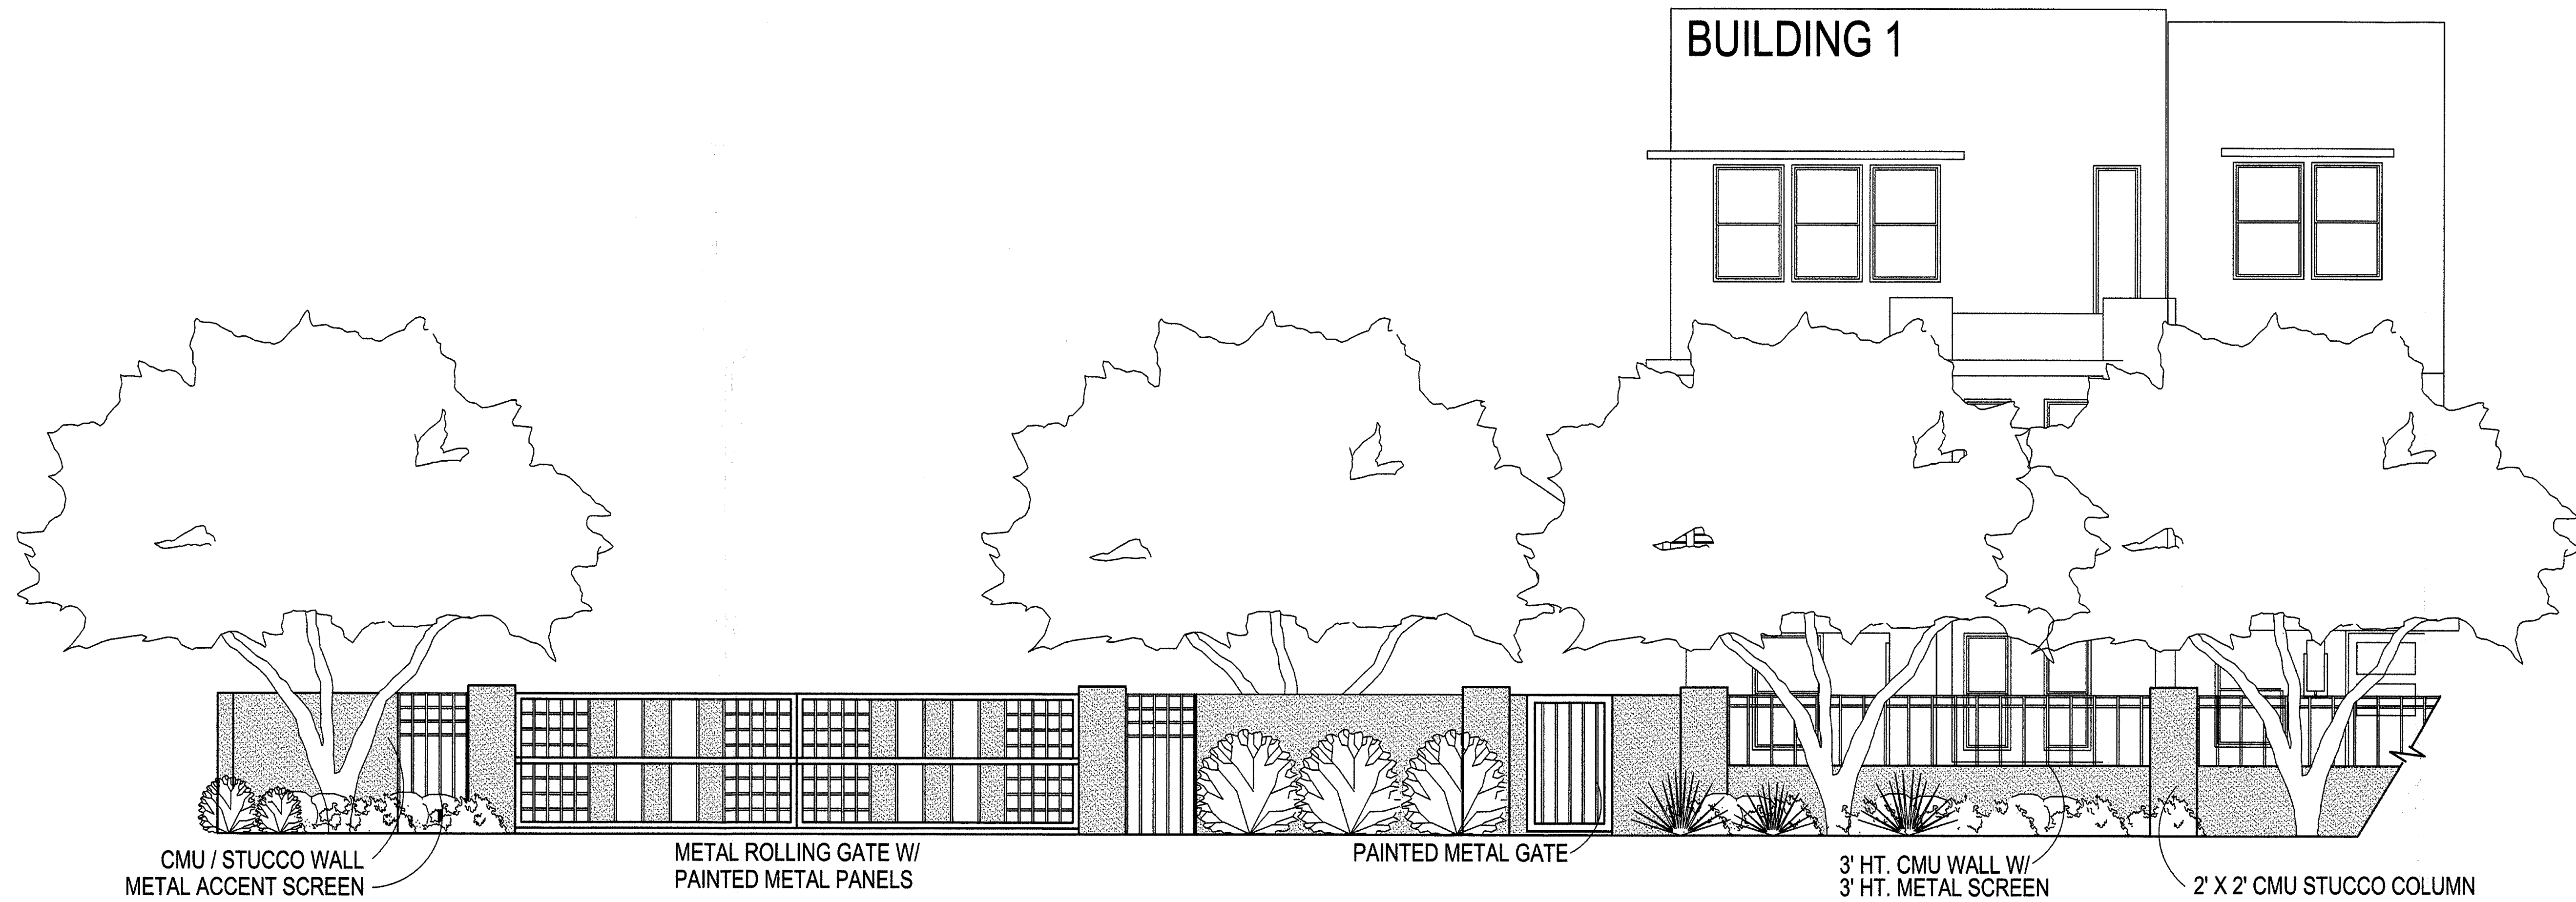 BUILDING 1
CMU / STUCCO WALL
METAL ACCENT SCREEN
METAL ROLLING GATE W/
PAINTED METAL PANELS
PAINTED METAL GATE
3' HT. CMU WALL W/
3' HT. METAL SCREEN
2' X 2' CMU STUCCO COLUMN